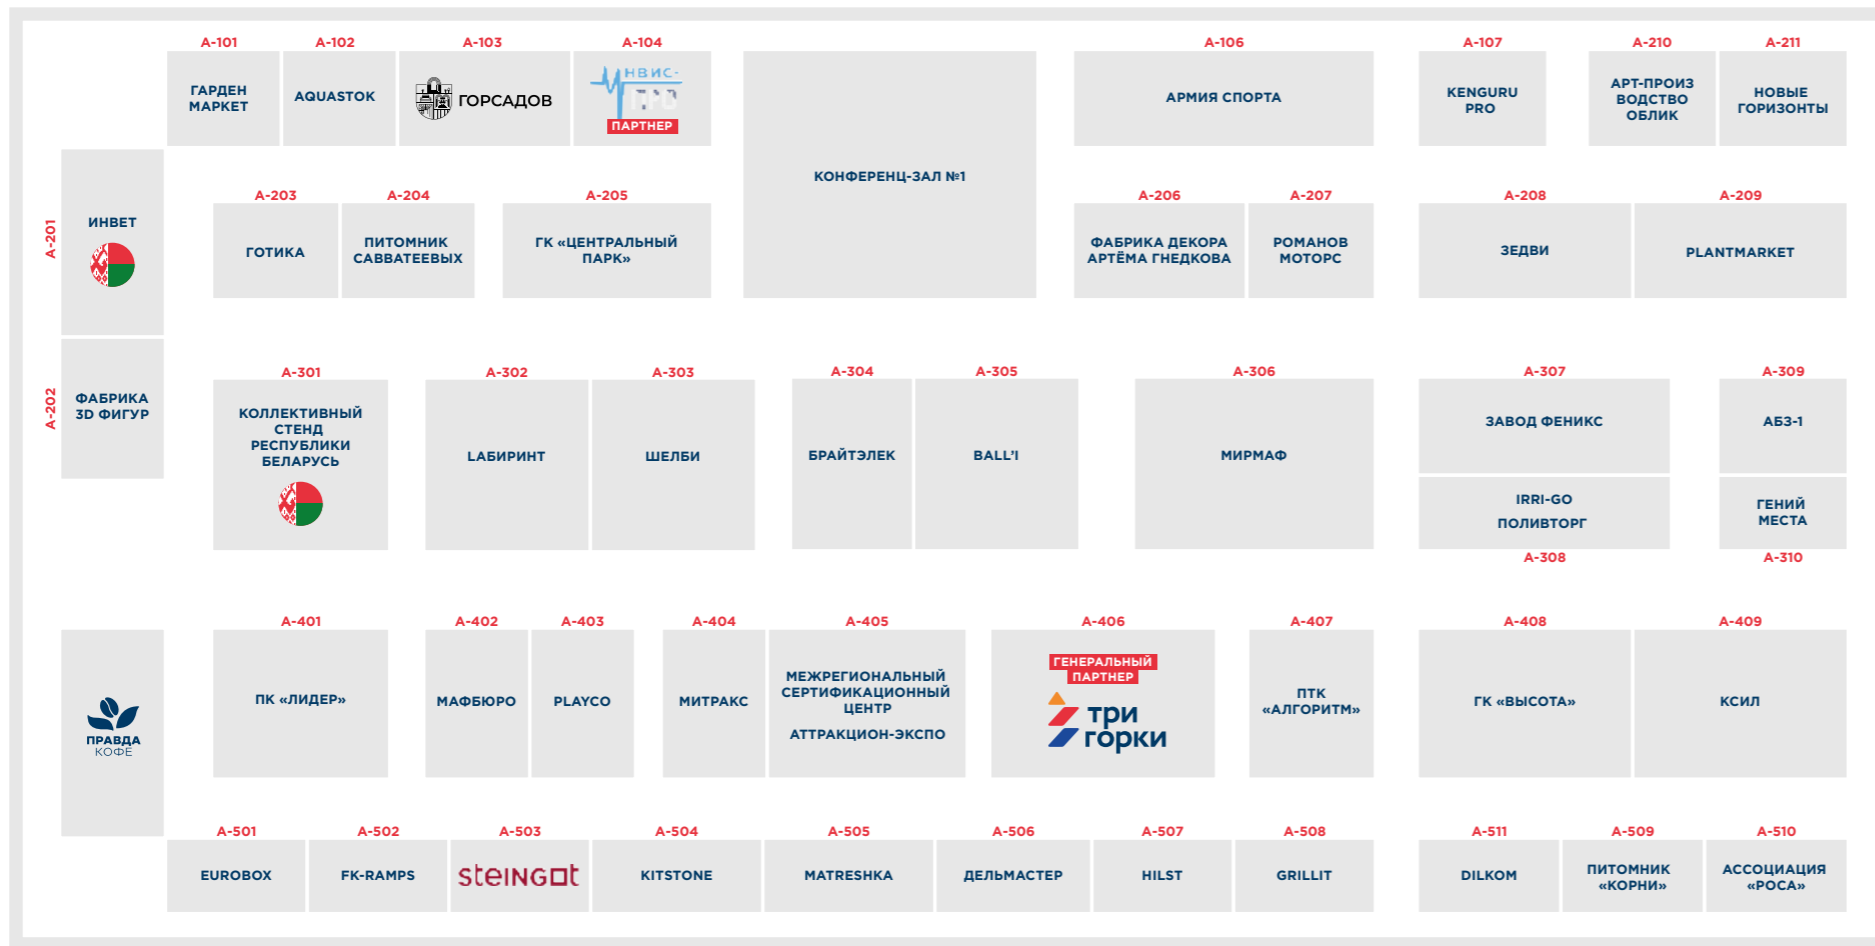 А-101
ГАРДЕН
МАРКЕТ
А-102
AQUASTOK
А-103
ГОРСАДОВ
А-104
НВИС-
ПРО
ПАРТНЕР
КОНФЕРЕНЦ-ЗАЛ №1
А-106
АРМИЯ СПОРТА
А-107
KENGURU
PRO
А-210
АРТ-ПРОИЗ
ВОДСТВО
ОБЛИК
А-211
НОВЫЕ
ГОРИЗОНТЫ
А-201
ИНВЕТ
А-202
ФАБРИКА
3D ФИГУР
А-203
ГОТИКА
А-204
ПИТОМНИК
САВВАТЕЕВЫХ
А-205
ГК «ЦЕНТРАЛЬНЫЙ
ПАРК»
А-206
ФАБРИКА ДЕКОРА
АРТЁМА ГНЕДКОВА
А-207
РОМАНОВ
МОТОРС
А-208
ЗЕДВИ
А-209
PLANTMARKET
А-301
КОЛЛЕКТИВНЫЙ
СТЕНД
РЕСПУБЛИКИ
БЕЛАРУСЬ
А-302
LАБИРИНТ
А-303
ШЕЛБИ
А-304
БРАЙТЭЛЕК
А-305
BALL'I
А-306
МИРМАФ
А-307
ЗАВОД ФЕНИКС
IRRI-GO
ПОЛИВТОРГ
А-308
А-309
АБЗ-1
ГЕНИЙ
МЕСТА
А-310
ПРАВДА
КОФЕ
А-401
ПК «ЛИДЕР»
А-402
МАФБЮРО
А-403
PLAYCO
А-404
МИТРАКС
А-405
МЕЖРЕГИОНАЛЬНЫЙ
СЕРТИФИКАЦИОННЫЙ
ЦЕНТР
АТТРАКЦИОН-ЭКСПО
А-406
ГЕНЕРАЛЬНЫЙ
ПАРТНЕР
три
горки
А-407
ПТК
«АЛГОРИТМ»
А-408
ГК «ВЫСОТА»
А-409
КСИЛ
А-501
EUROBOX
А-502
FK-RAMPS
А-503
steingot
А-504
KITSTONE
А-505
MATRESHKA
А-506
ДЕЛЬМАСТЕР
А-507
HILST
А-508
GRILLIT
А-511
DILKOM
А-509
ПИТОМНИК
«КОРНИ»
А-510
АССОЦИАЦИЯ
«РОСА»